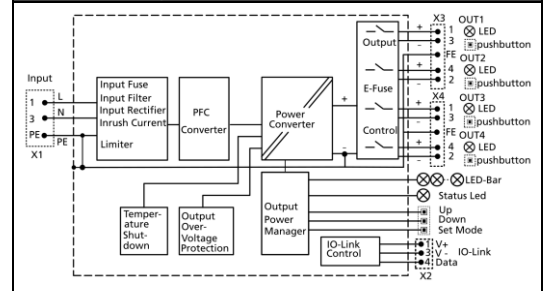 Input
1
L
3
N
PE
PE
X1
Input Fuse
Input Filter
Input Rectifier
Inrush Current
Limiter
PFC
Converter
Power
Converter
+
-
Output
E-Fuse
Control
X3
OUT1
+
1
LED
3
-
pushbutton
FE
OUT2
+
4
LED
-
2
pushbutton
X4
OUT3
+
1
LED
-
3
pushbutton
FE
OUT4
+
4
LED
-
2
pushbutton
Temper-
ature
Shut-
down
Output
Over-
Voltage
Protection
Output
Power
Manager
LED-Bar
Status Led
Up
Down
Set Mode
IO-Link
Control
1 V+
3 V -
IO-Link
4 Data
X2